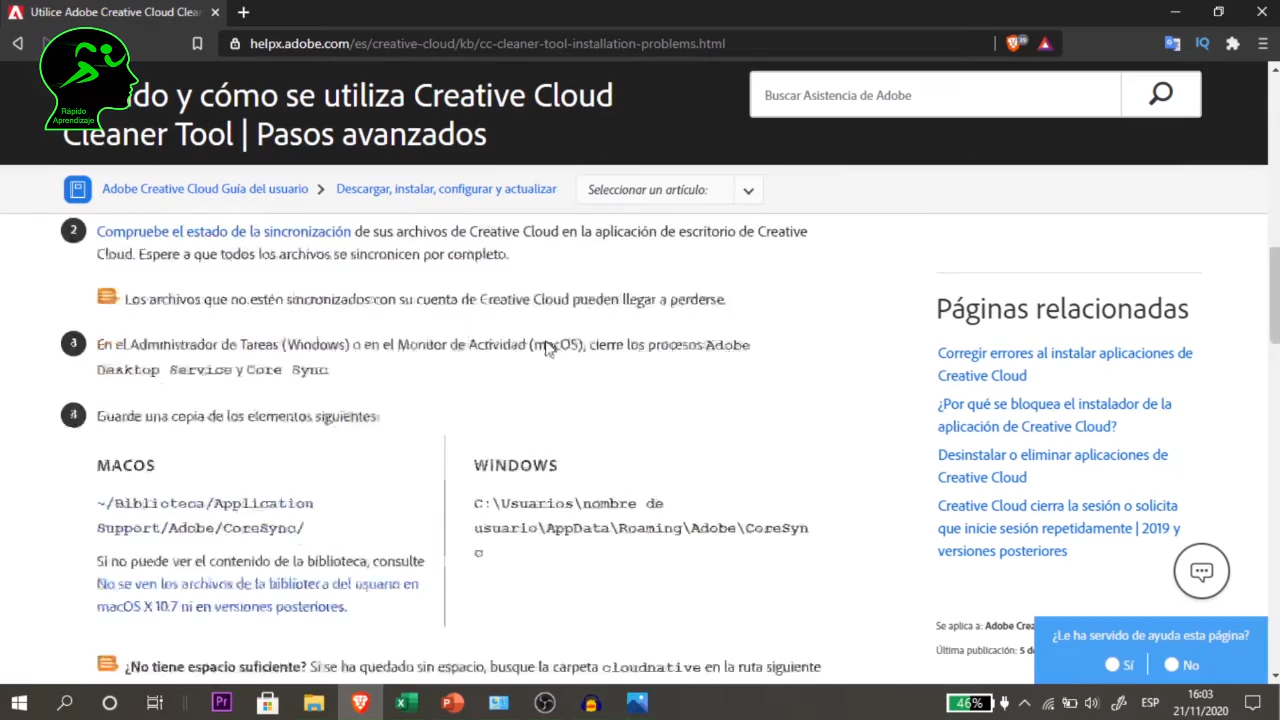 Utilice Adobe Creative Cloud Clea
helpx.adobe.com/es/creative-cloud/kb/cc-cleaner-tool-installation-problems.html
39
IQ
Rápido
Aprendizaje
do y cómo se utiliza Creative Cloud
Cleaner Tool | Pasos avanzados
Buscar Asistencia de Adobe
Adobe Creative Cloud Guía del usuario
Descargar, instalar, configurar y actualizar
Seleccionar un artículo:
2
Compruebe el estado de la sincronización de sus archivos de Creative Cloud en la aplicación de escritorio de Creative
Cloud. Espere a que todos los archivos se sincronicen por completo.
Los archivos que no estén sincronizados con su cuenta de Creative Cloud pueden llegar a perderse.
3
En el Administrador de Tareas (Windows) o en el Monitor de Actividad (macOS), cierre los procesos Adobe
Desktop Service y Core Sync
4
Guarde una copia de los elementos siguientes
MACOS
~/Biblioteca/Application
Support/Adobe/CoreSync/
Si no puede ver el contenido de la biblioteca, consulte
No se ven los archivos de la biblioteca del usuario en
macOS X 10.7 ni en versiones posteriores.
WINDOWS
C:\Usuarios\nombre de
usuario\AppData\Roaming\Adobe\CoreSyn
c
¿No tiene espacio suficiente? Si se ha quedado sin espacio, busque la carpeta cloudnative en la ruta siguiente
Páginas relacionadas
Corregir errores al instalar aplicaciones de
Creative Cloud
¿Por qué se bloquea el instalador de la
aplicación de Creative Cloud?
Desinstalar o eliminar aplicaciones de
Creative Cloud
Creative Cloud cierra la sesión o solicita
que inicie sesión repetidamente | 2019 y
versiones posteriores
Se aplica a: Adobe Crea
Última publicación: 5 de
¿Le ha servido de ayuda esta página?
Sí
No
Pr
46%
ESP
16:03
21/11/2020